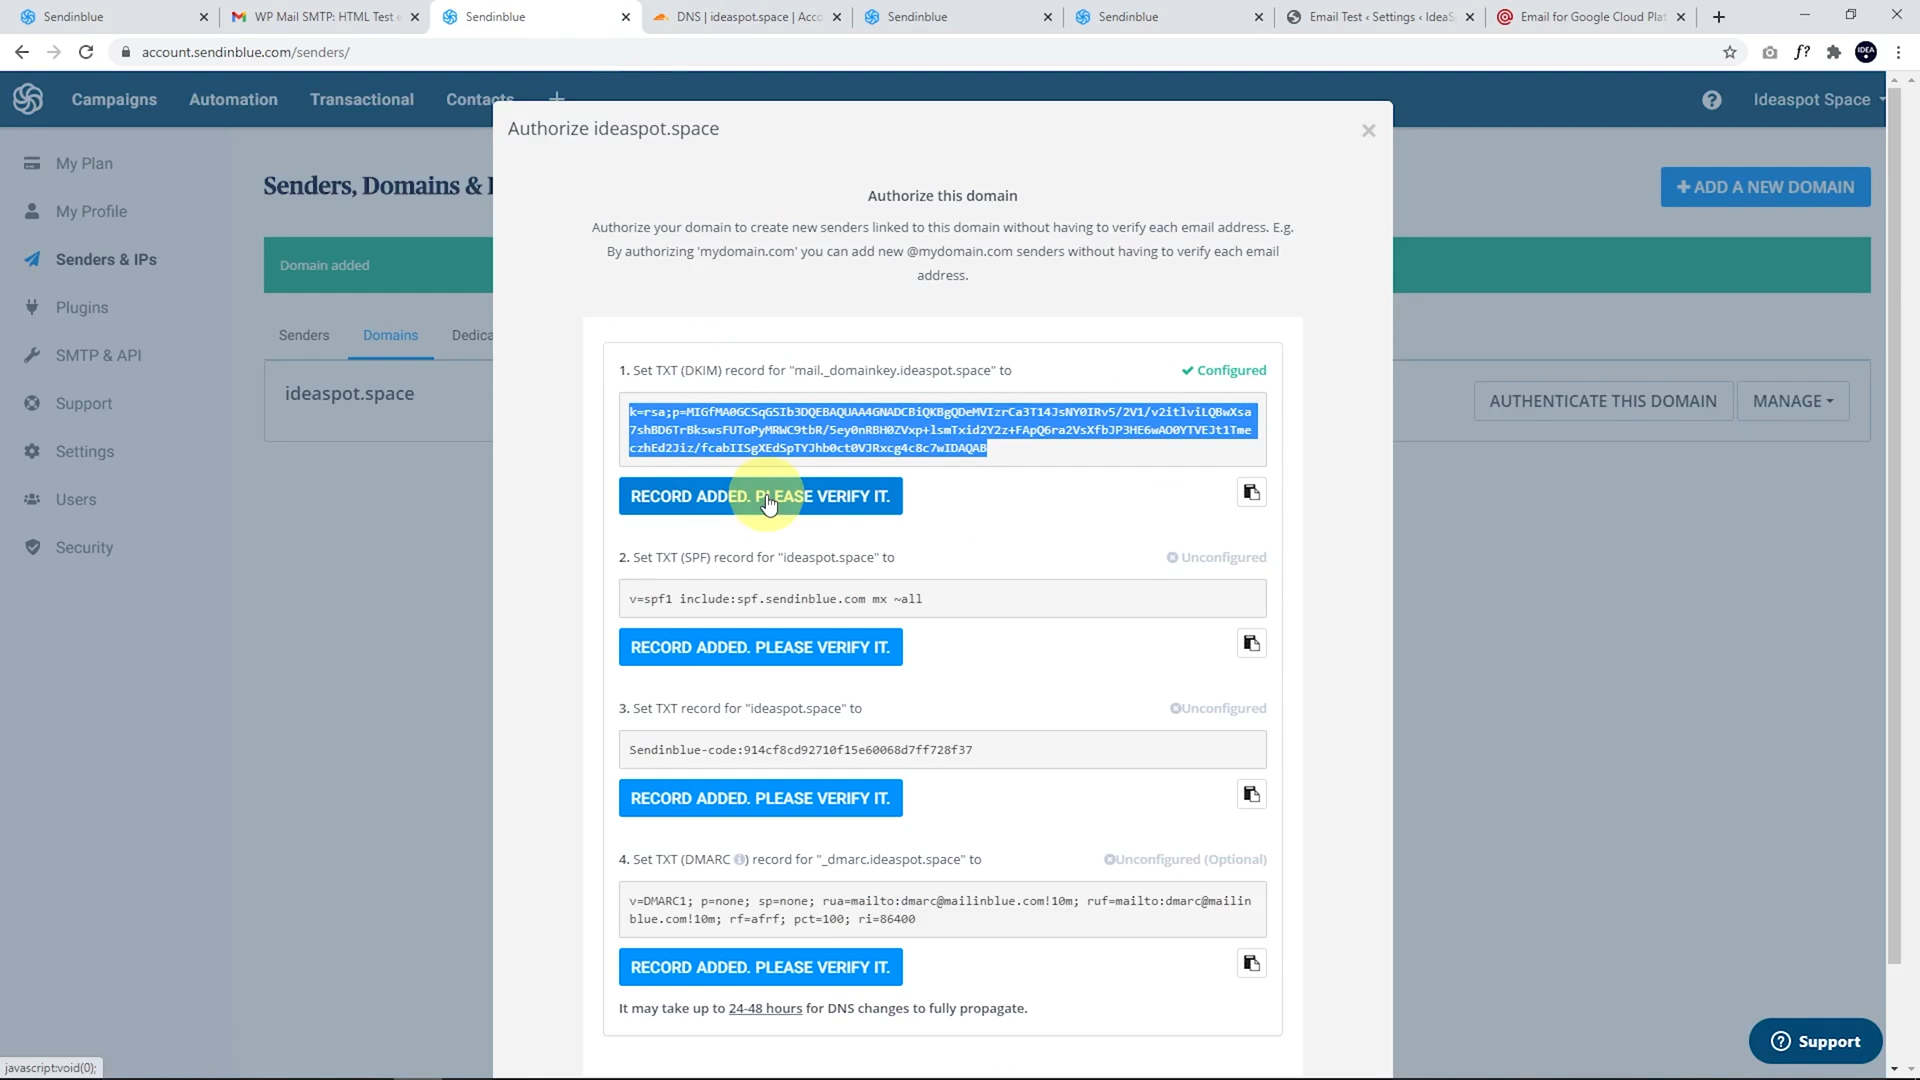 Sendinblue
WP Mail SMTP: HTML Test e
Sendinblue
DNS | ideaspot.space | Acco
Sendinblue
Sendinblue
Email Test ‹ Settings ‹ IdeaS
Email for Google Cloud Plat
account.sendinblue.com/senders/
Campaigns
Automation
Transactional
Contacts
Ideaspot Space
Authorize ideaspot.space
My Plan
My Profile
Senders & IPs
Plugins
SMTP & API
Support
Settings
Users
Security
Senders, Domains & I
+ ADD A NEW DOMAIN
Domain added
Senders
Domains
Dedica
ideaspot.space
AUTHENTICATE THIS DOMAIN
MANAGE
Authorize this domain
Authorize your domain to create new senders linked to this domain without having to verify each email address. E.g.
By authorizing 'mydomain.com' you can add new @mydomain.com senders without having to verify each email
address.
1. Set TXT (DKIM) record for "mail._domainkey.ideaspot.space" to
Configured
k=rsa;p=MIGfMA0GCSqGSIb3DQEBAQUAA4GNADCBiQKBgQDeMVIzrCa3T14JsNY0IRv5/2V1/v2itlviLQBwXsa
7shBD6TrBkswsFUToPyMRWC9tbR/5ey0nRBH0ZVxp+lsmTxid2Y2z+FApQ6ra2VsXfbJP3HE6wAO0YTVEJt1Tme
czhEd2Jiz/fcabIISgXEdSpTYJhb0ct0VJRxcg4c8c7wIDAQAB
RECORD ADDED. PLEASE VERIFY IT.
2. Set TXT (SPF) record for "ideaspot.space" to
Unconfigured
v=spf1 include:spf.sendinblue.com mx ~all
RECORD ADDED. PLEASE VERIFY IT.
3. Set TXT record for "ideaspot.space" to
Unconfigured
Sendinblue-code:914cf8cd92710f15e60068d7ff728f37
RECORD ADDED. PLEASE VERIFY IT.
4. Set TXT (DMARC ) record for "_dmarc.ideaspot.space" to
Unconfigured (Optional)
v=DMARC1; p=none; sp=none; rua=mailto:dmarc@mailinblue.com!10m; ruf=mailto:dmarc@mailin
blue.com!10m; rf=afrf; pct=100; ri=86400
RECORD ADDED. PLEASE VERIFY IT.
It may take up to 24-48 hours for DNS changes to fully propagate.
Support
javascript:void(0);